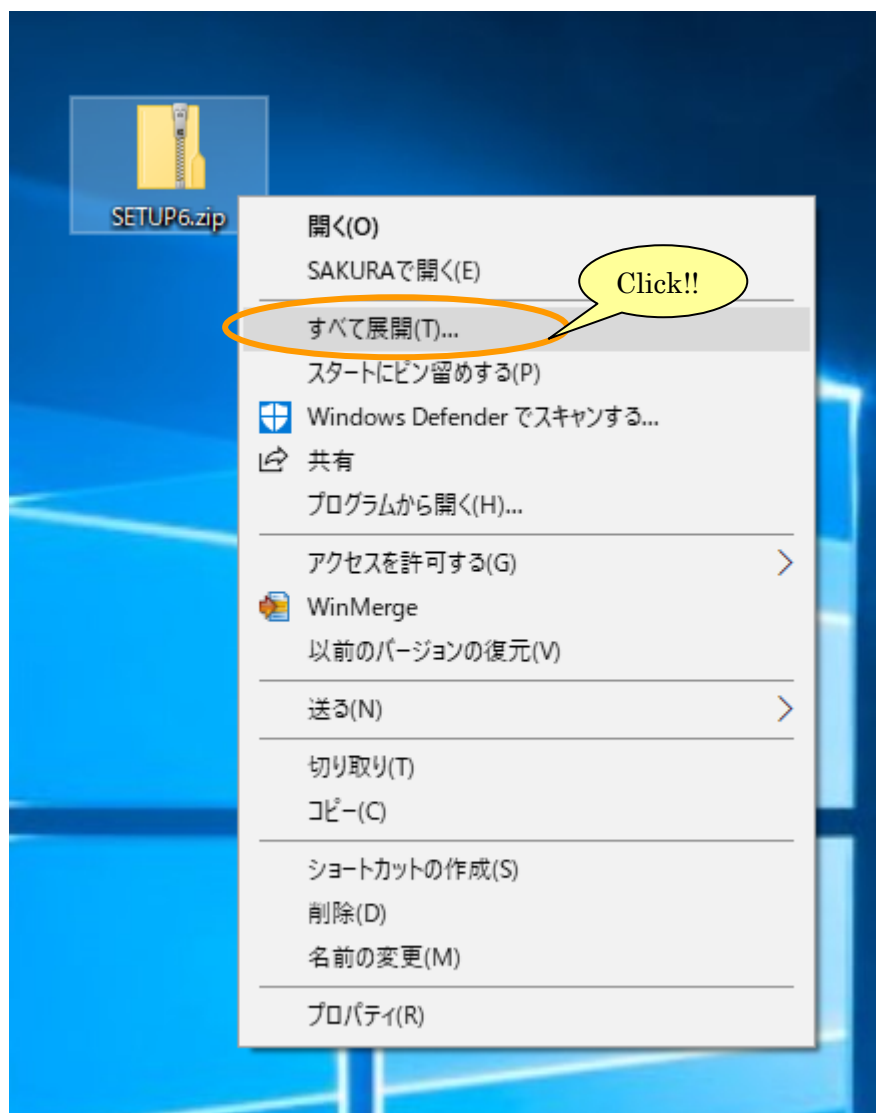 SETUP6.zip
開く(O)
SAKURAで開く(E)
Click!!
すべて展開(T)...
スタートにピン留めする(P)
Windows Defender でスキャンする...
共有
プログラムから開く(H)...
アクセスを許可する(G)
WinMerge
以前のバージョンの復元(V)
送る(N)
切り取り(T)
コピー(C)
ショートカットの作成(S)
削除(D)
名前の変更(M)
プロパティ(R)